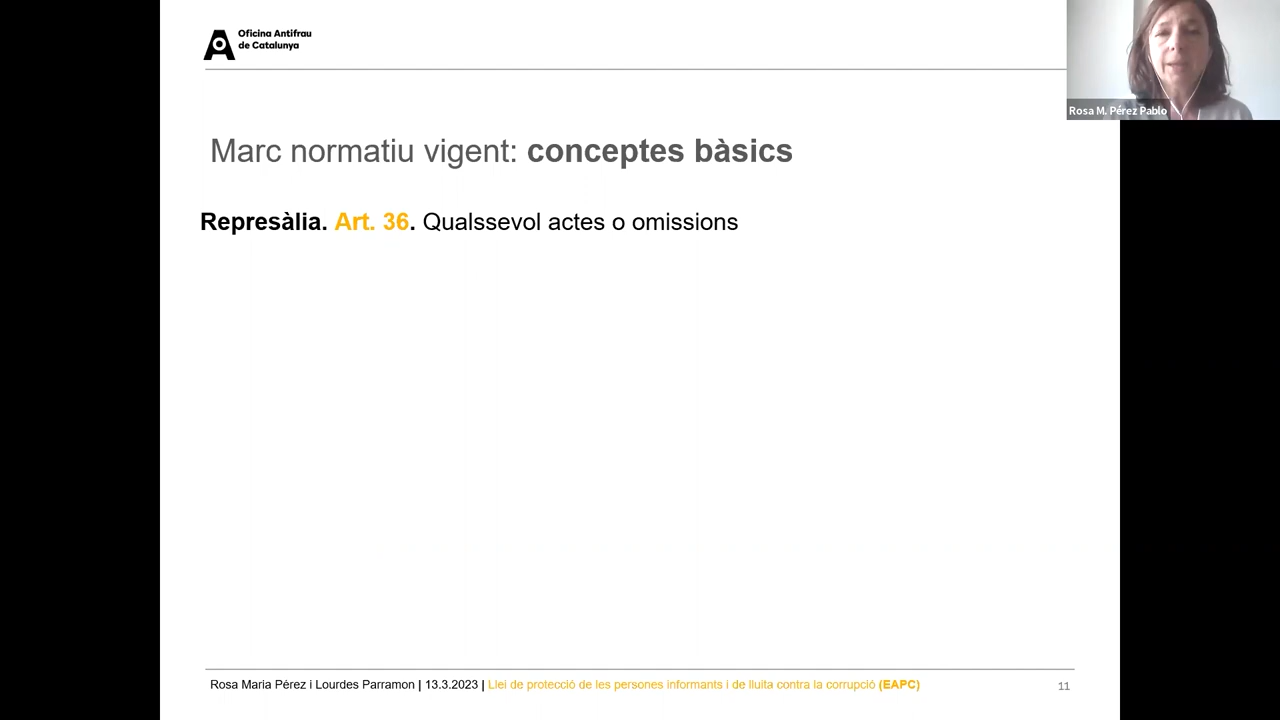 Oficina Antifrau
de Catalunya
Rosa M. Pérez Pablo
Marc normatiu vigent: conceptes bàsics
Represàlia. Art. 36. Qualssevol actes o omissions
Rosa Maria Pérez i Lourdes Parramon | 13.3.2023 | Llei de protecció de les persones informants i de lluita contra la corrupció (EAPC)
11